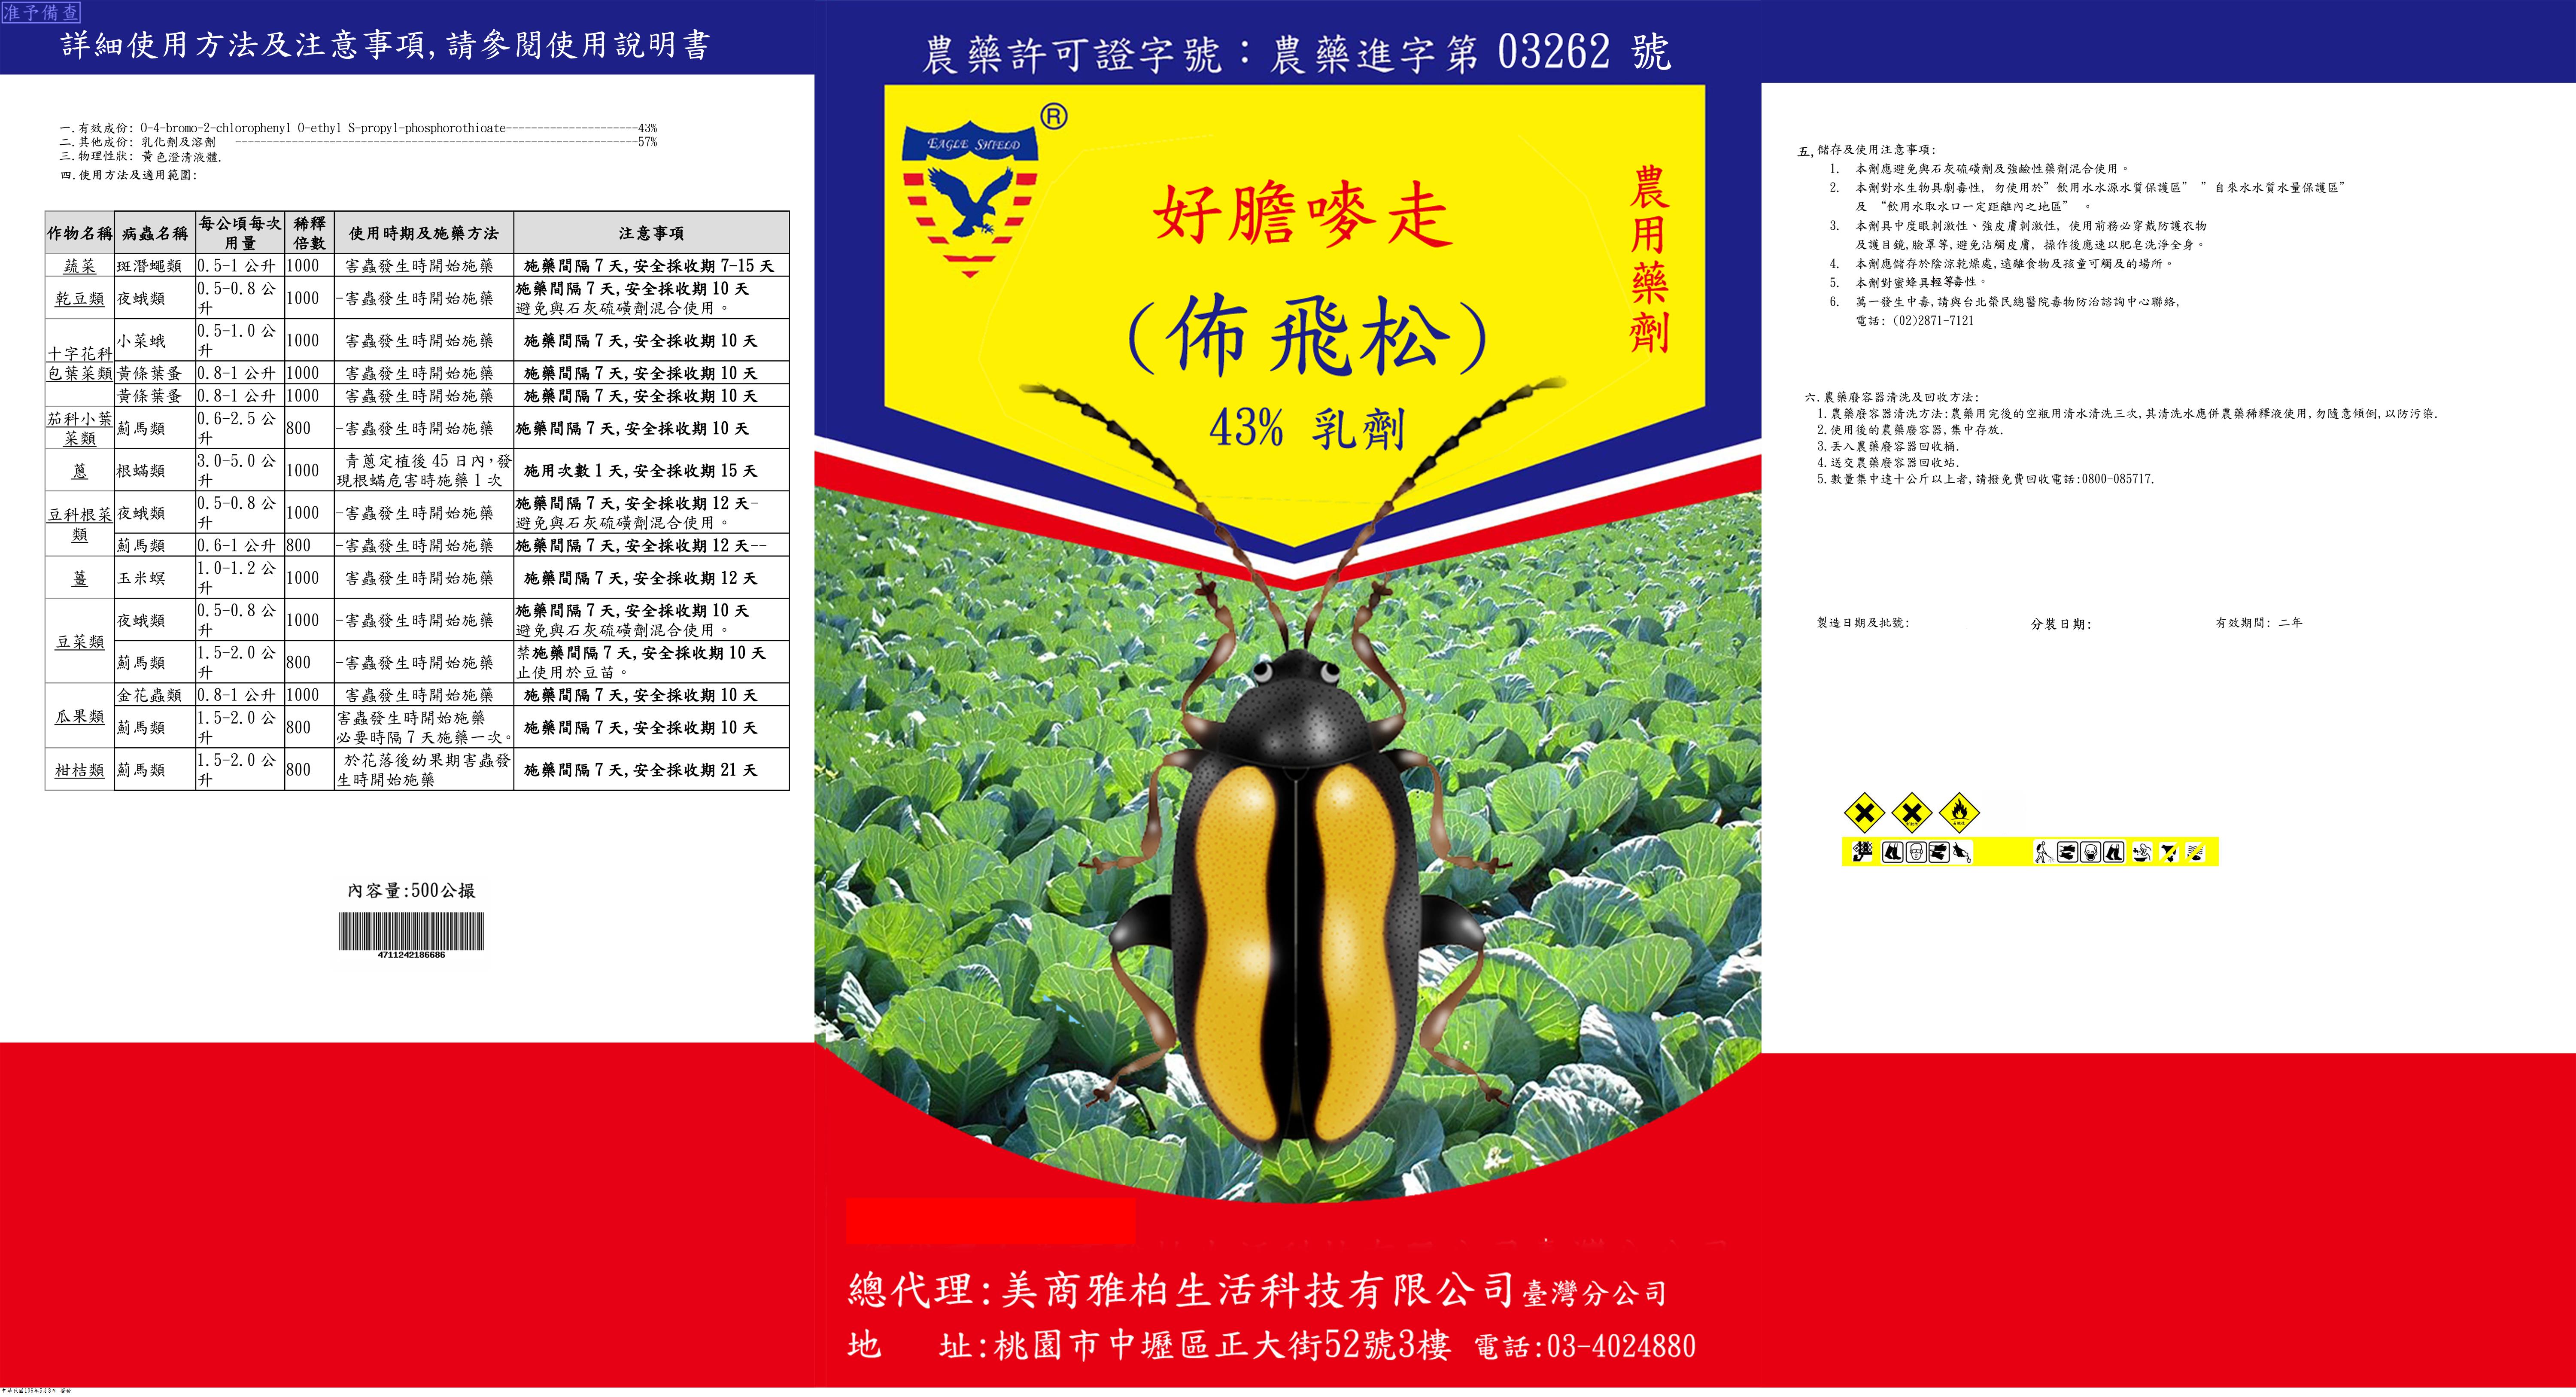 准予備查
詳細使用方法及注意事項,請參閱使用說明書
一.有效成份: O-4-bromo-2-chlorophenyl O-ethyl S-propyl-phosphorothioate---------------------43%
二.其他成份: 乳化劑及溶劑 ----------------------------------------------------------------57%
三.物理性狀: 黃色澄清液體.
四.使用方法及適用範圍:
作物名稱 病蟲名稱 每公頃每次用量 稀釋倍數 使用時期及施藥方法 注意事項
蔬菜 斑潛蠅類 0.5-1 公升 1000 害蟲發生時開始施藥 施藥間隔 7 天,安全採收期 7-15 天
乾豆類 夜蛾類 0.5-0.8 公升 1000 -害蟲發生時開始施藥 施藥間隔 7 天,安全採收期 10 天
避免與石灰硫磺劑混合使用。
十字花科包葉菜類 小菜蛾 0.5-1.0 公升 1000 害蟲發生時開始施藥 施藥間隔 7 天,安全採收期 10 天
黃條葉蚤 0.8-1 公升 1000 害蟲發生時開始施藥 施藥間隔 7 天,安全採收期 10 天
黃條葉蚤 0.8-1 公升 1000 害蟲發生時開始施藥 施藥間隔 7 天,安全採收期 10 天
茄科小葉菜類 薊馬類 0.6-2.5 公升 800 -害蟲發生時開始施藥 施藥間隔 7 天,安全採收期 10 天
蔥 根蟎類 3.0-5.0 公升 1000 青蔥定植後 45 日內,發現根蟎危害時施藥 1 次 施用次數 1 天,安全採收期 15 天
豆科根菜類 夜蛾類 0.5-0.8 公升 1000 -害蟲發生時開始施藥 施藥間隔 7 天,安全採收期 12 天-
避免與石灰硫磺劑混合使用。
薊馬類 0.6-1 公升 800 -害蟲發生時開始施藥 施藥間隔 7 天,安全採收期 12 天--
薑 玉米螟 1.0-1.2 公升 1000 害蟲發生時開始施藥 施藥間隔 7 天,安全採收期 12 天
豆菜類 夜蛾類 0.5-0.8 公升 1000 -害蟲發生時開始施藥 施藥間隔 7 天,安全採收期 10 天
避免與石灰硫磺劑混合使用。
薊馬類 1.5-2.0 公升 800 -害蟲發生時開始施藥 禁施藥間隔 7 天,安全採收期 10 天
止使用於豆苗。
瓜果類 金花蟲類 0.8-1 公升 1000 害蟲發生時開始施藥 施藥間隔 7 天,安全採收期 10 天
薊馬類 1.5-2.0 公升 800 害蟲發生時開始施藥
必要時隔 7 天施藥一次。 施藥間隔 7 天,安全採收期 10 天
柑桔類 薊馬類 1.5-2.0 公升 800 於花落後幼果期害蟲發生時開始施藥 施藥間隔 7 天,安全採收期 21 天
內容量:500公撮
4711242186686
農藥許可證字號：農藥進字第 03262 號
EAGLE SHIELD
®
好膽嘜走
(佈飛松)
43% 乳劑
農用藥劑
總代理:美商雅柏生活科技有限公司臺灣分公司
地 址:桃園市中壢區正大街52號3樓 電話:03-4024880
五,儲存及使用注意事項:
1. 本劑應避免與石灰硫磺劑及強鹼性藥劑混合使用。
2. 本劑對水生物具劇毒性, 勿使用於"飲用水水源水質保護區" "自來水水質水量保護區"
及 "飲用水取水口一定距離內之地區" 。
3. 本劑具中度眼刺激性、強皮膚刺激性, 使用前務必穿戴防護衣物
及護目鏡,臉罩等,避免沾觸皮膚, 操作後應速以肥皂洗淨全身。
4. 本劑應儲存於陰涼乾燥處,遠離食物及孩童可觸及的場所。
5. 本劑對蜜蜂具輕等毒性。
6. 萬一發生中毒,請與台北榮民總醫院毒物防治諮詢中心聯絡,
電話: (02)2871-7121
六.農藥廢容器清洗及回收方法:
1.農藥廢容器清洗方法:農藥用完後的空瓶用清水清洗三次,其清洗水應併農藥稀釋液使用,勿隨意傾倒,以防污染.
2.使用後的農藥廢容器,集中存放.
3.丟入農藥廢容器回收桶.
4.送交農藥廢容器回收站.
5.數量集中達十公斤以上者,請撥免費回收電話:0800-085717.
製造日期及批號: 分裝日期: 有效期間: 二年